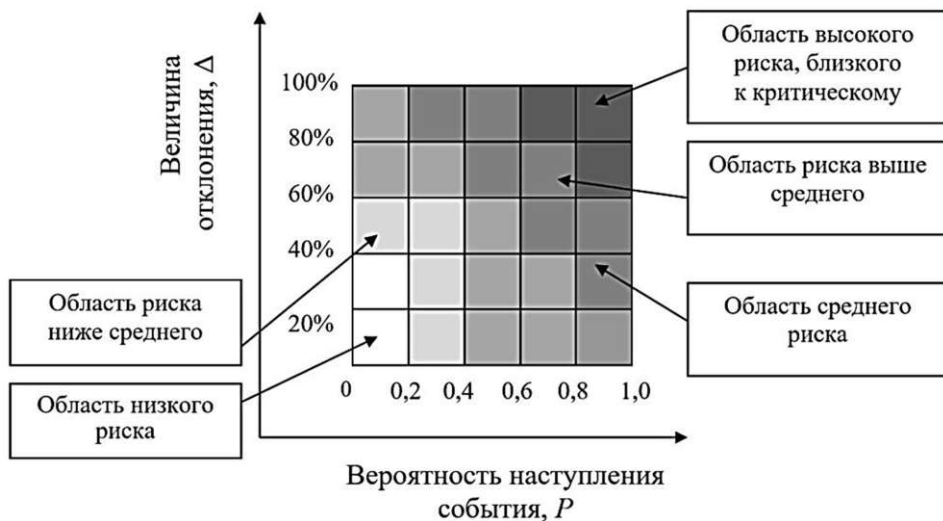 Величина
отклонения, Δ
100%
80%
60%
40%
20%
0
0,2
0,4
0,6
0,8
1,0
Вероятность наступления
события, P
Область высокого
риска, близкого
к критическому
Область риска выше
среднего
Область среднего
риска
Область риска
ниже среднего
Область низкого
риска